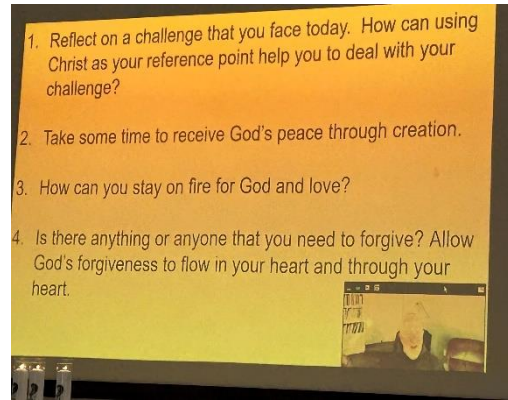 1. Reflect on a challenge that you face today. How can using
Christ as your reference point help you to deal with your
challenge?
2. Take some time to receive God's peace through creation.
3. How can you stay on fire for God and love?
4. Is there anything or anyone that you need to forgive? Allow
God's forgiveness to flow in your heart and through your
heart.